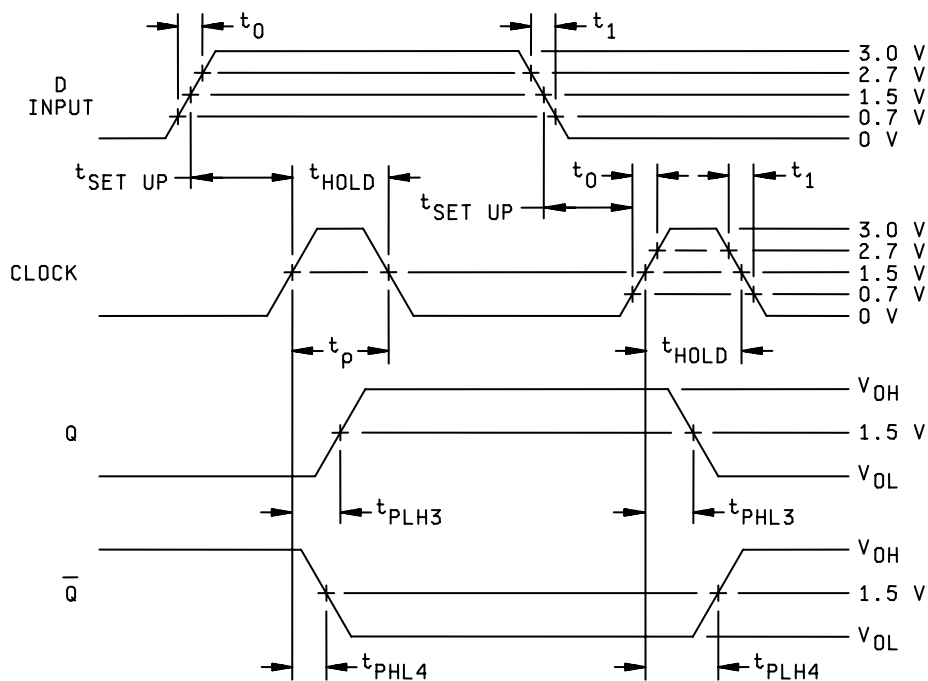 t0
t1
D
INPUT
3.0 V
2.7 V
1.5 V
0.7 V
0 V
tSET UP
tHOLD
tSET UP
t0
t1
CLOCK
3.0 V
2.7 V
1.5 V
0.7 V
0 V
tp
tHOLD
Q
VOH
1.5 V
VOL
tPLH3
tPHL3
Q̅
VOH
1.5 V
VOL
tPHL4
tPLH4